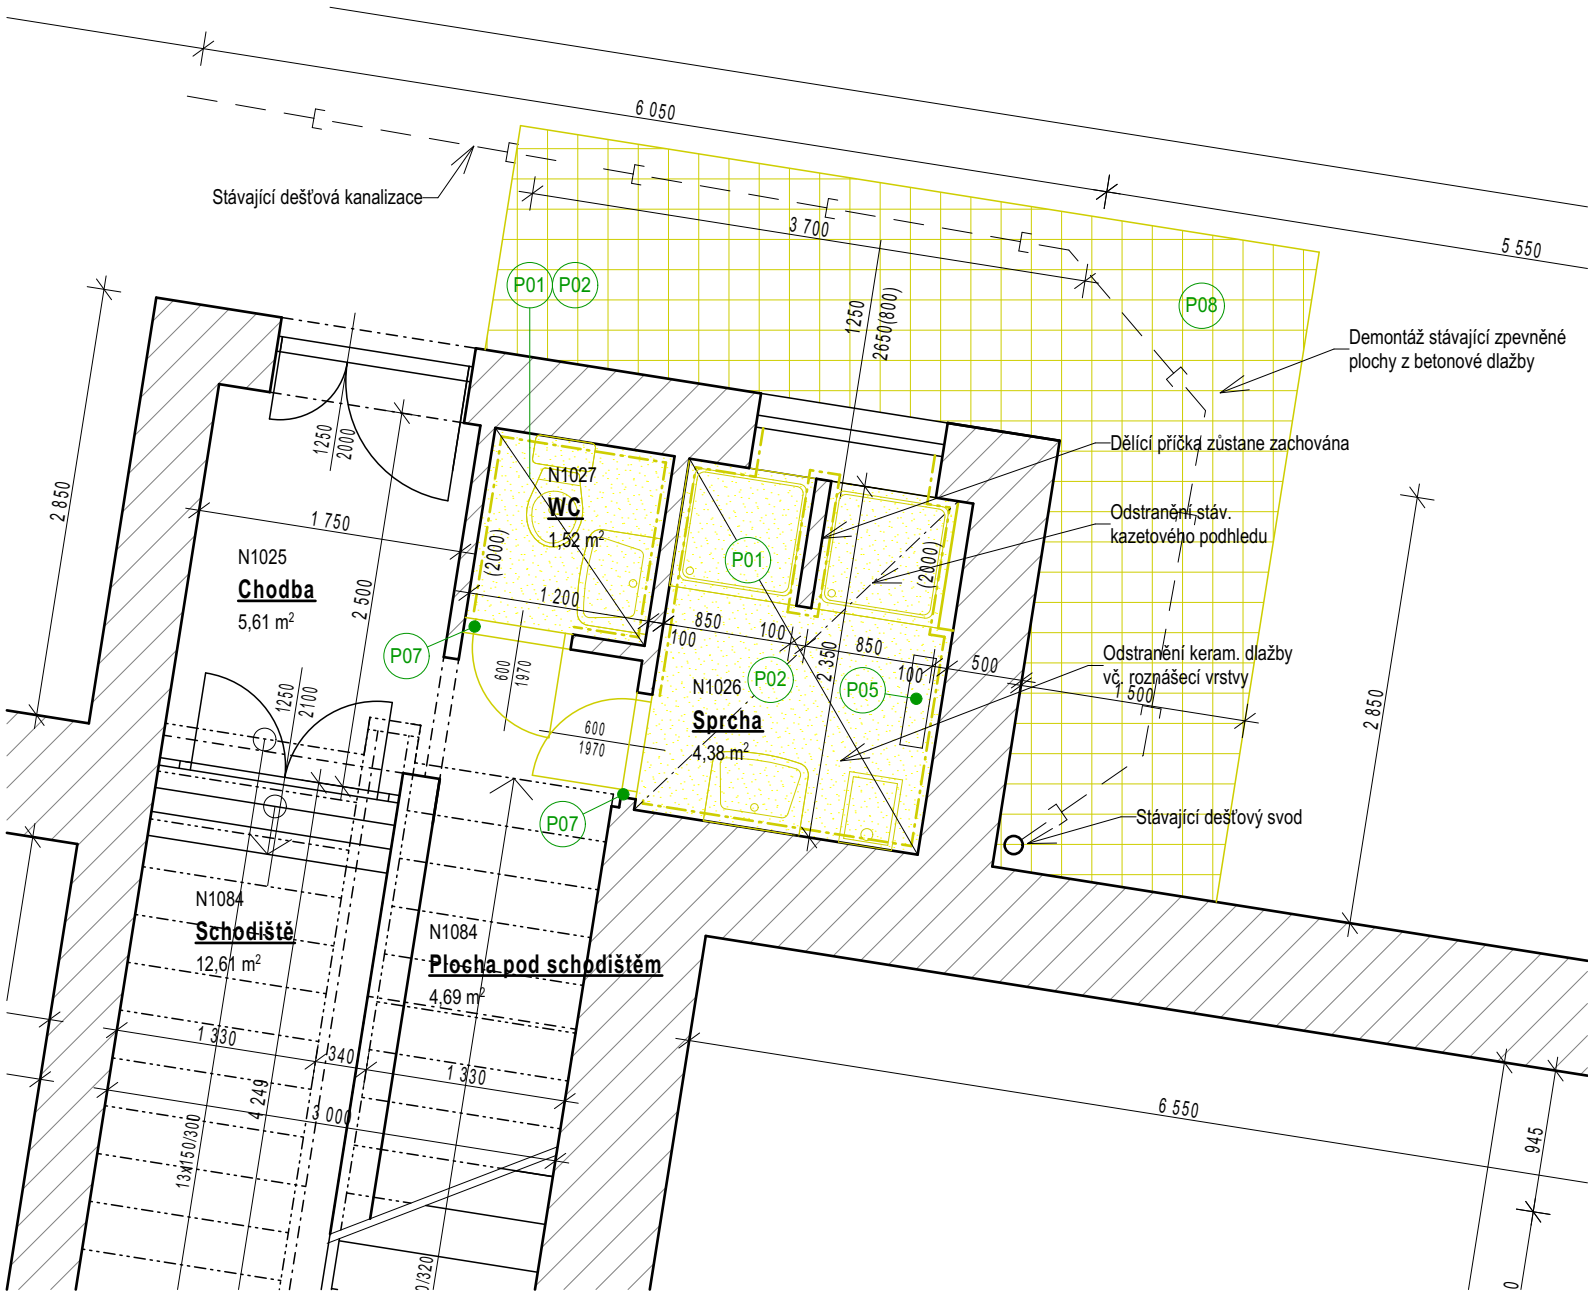 6 050
Stávající dešťová kanalizace
3 700
5 550
P01
P02
P08
1250
2650(800)
Demontáž stávající zpevněné
plochy z betonové dlažby
2 850
1250
2000
1 750
N1027
WC
1,52 m²
(2000)
Dělící příčka zůstane zachována
Odstranění stáv.
kazetového podhledu
(2000)
P01
N1025
Chodba
5,61 m²
2 500
1 200
850
100
100
850
100
500
1 500
2 350
P07
600
1970
P02
P05
Odstranění keram. dlažby
vč. roznášecí vrstvy
N1026
Sprcha
4,38 m²
2 850
1250
2100
600
1970
P07
Stávající dešťový svod
N1084
Schodiště
12,61 m²
N1084
Plocha pod schodištěm
4,69 m²
1 330
340
1 330
3 000
4 249
13x150/300
6 550
945
0/320
0